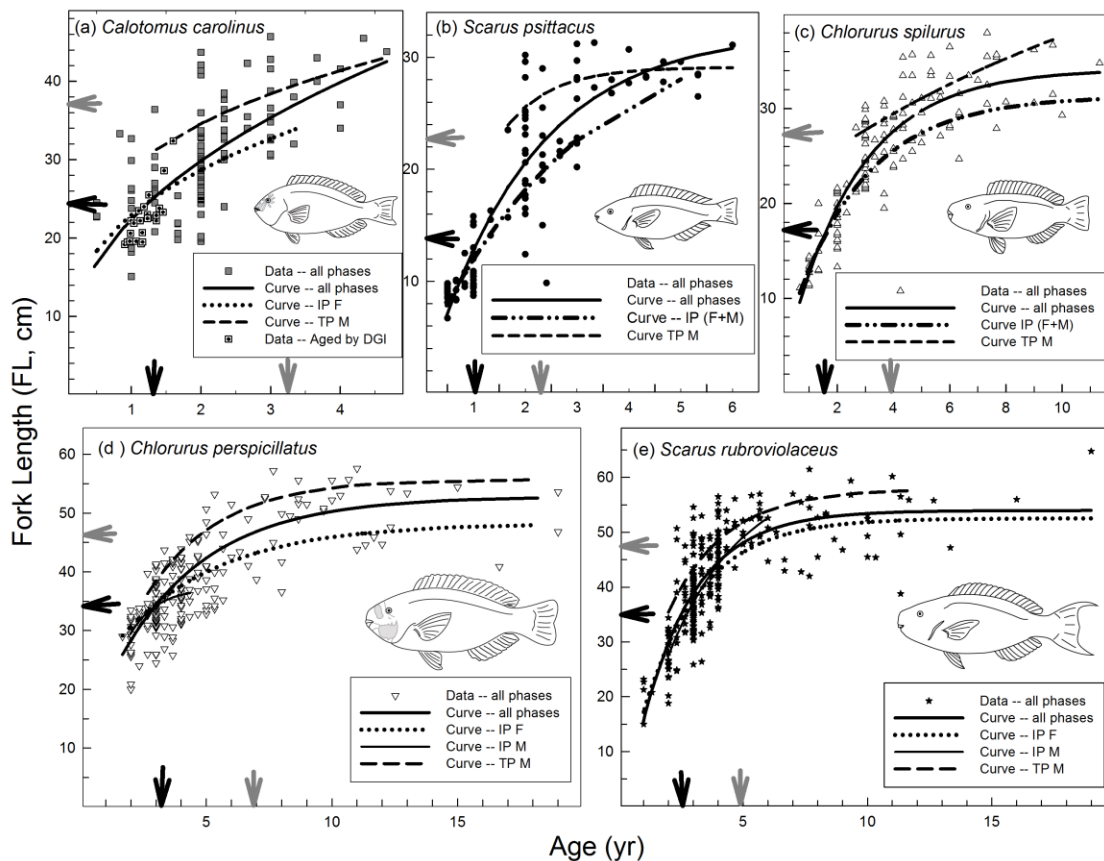 Fork Length (FL, cm)
(a) Calotomus carolinus
40
30
20
10
Data -- all phases
Curve -- all phases
Curve -- IP F
Curve -- TP M
Data -- Aged by DGI
1 2 3 4
(b) Scarus psittacus
30
20
10
Data -- all phases
Curve -- all phases
Curve -- IP (F+M)
Curve TP M
1 2 3 4 5 6
(c) Chlorurus spilurus
30
20
10
Data -- all phases
Curve -- all phases
Curve IP (F+M)
Curve TP M
2 4 6 8 10
(d) Chlorurus perspicillatus
60
50
40
30
20
10
Data -- all phases
Curve -- all phases
Curve -- IP F
Curve -- IP M
Curve -- TP M
5 10 15
(e) Scarus rubroviolaceus
60
50
40
30
20
10
Data -- all phases
Curve -- all phases
Curve -- IP F
Curve -- IP M
Curve -- TP M
5 10 15
Age (yr)